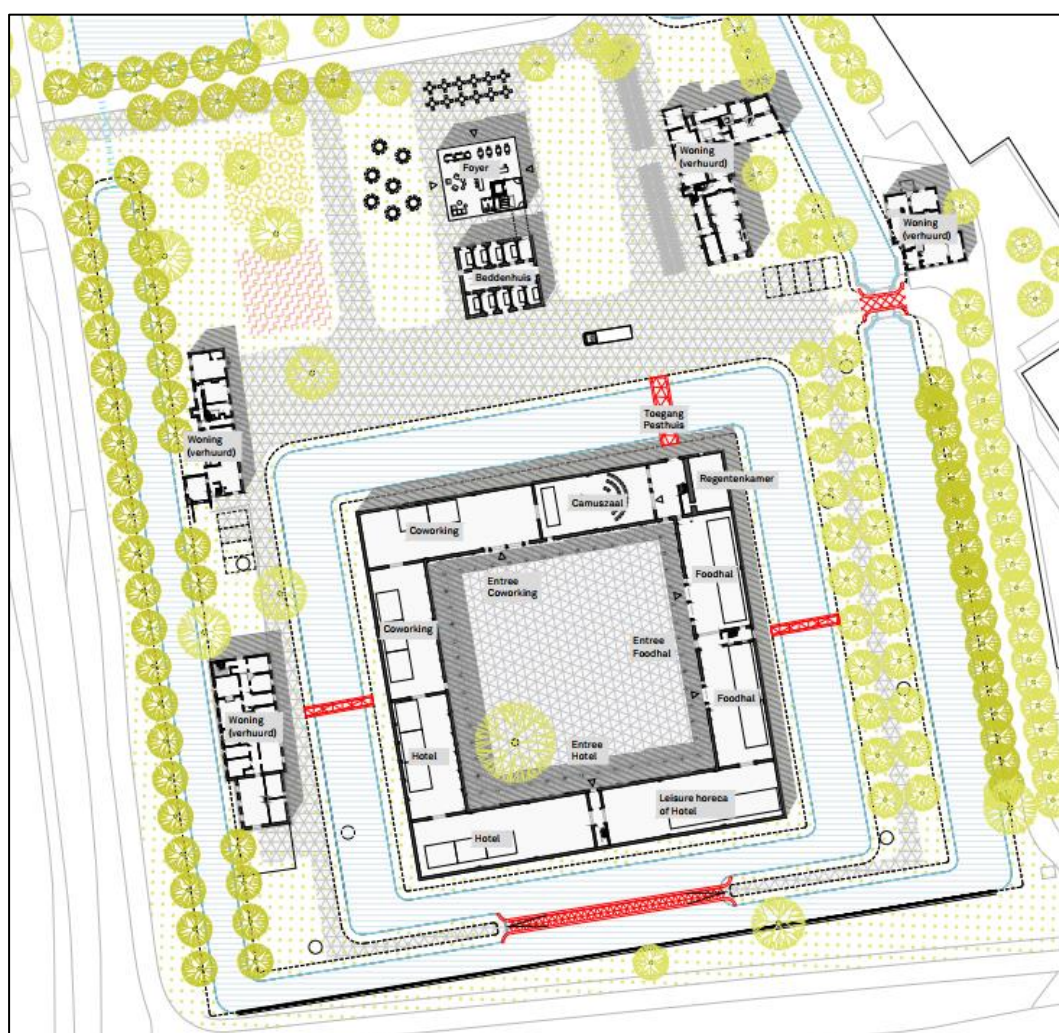 Foyer
Woning
(verhuurd)
Woning
(verhuurd)
Beddenhuis
Toegang
Pesthuis
Woning
(verhuurd)
Regentenkamer
Camuszaal
Coworking
Entree
Coworking
Foodhal
Coworking
Entree
Foodhal
Foodhal
Woning
(verhuurd)
Hotel
Entree
Hotel
Leisure horeca
of Hotel
Hotel